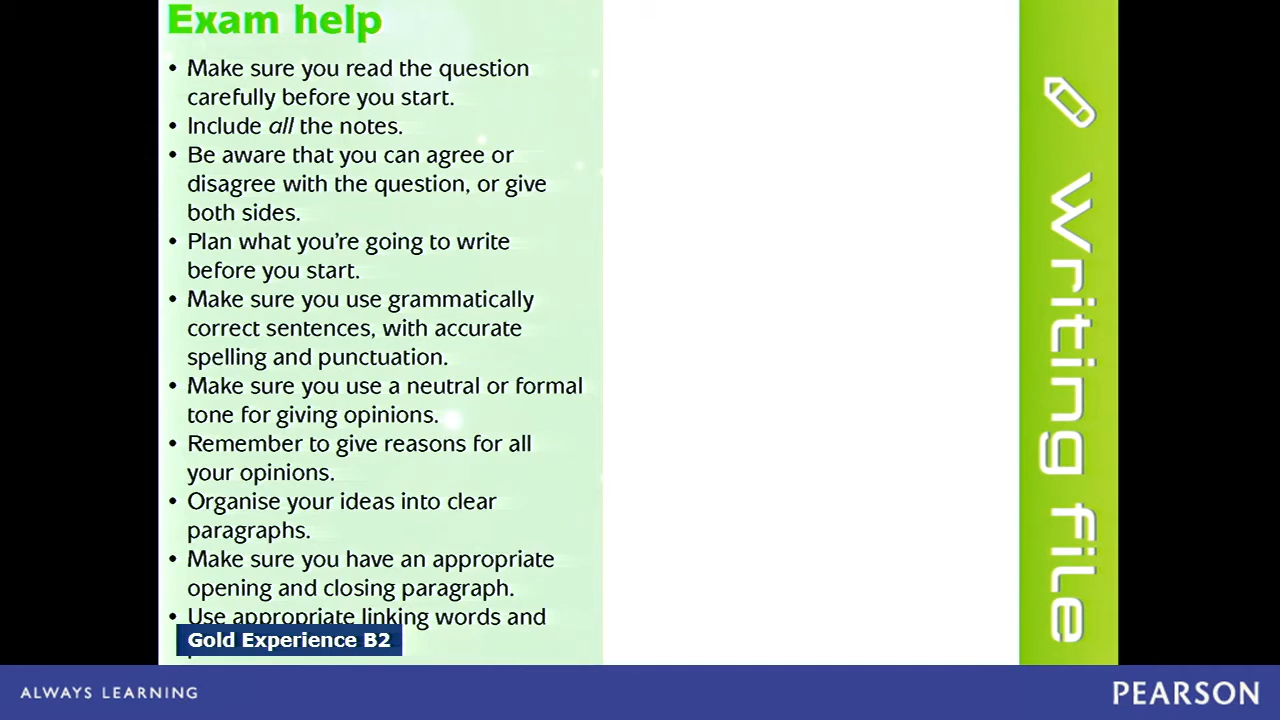 Exam help
• Make sure you read the question
carefully before you start.
• Include all the notes.
• Be aware that you can agree or
disagree with the question, or give
both sides.
• Plan what you're going to write
before you start.
• Make sure you use grammatically
correct sentences, with accurate
spelling and punctuation.
• Make sure you use a neutral or formal
tone for giving opinions.
• Remember to give reasons for all
your opinions.
• Organise your ideas into clear
paragraphs.
• Make sure you have an appropriate
opening and closing paragraph.
• Use appropriate linking words and
Gold Experience B2
Writing file
ALWAYS LEARNING
PEARSON